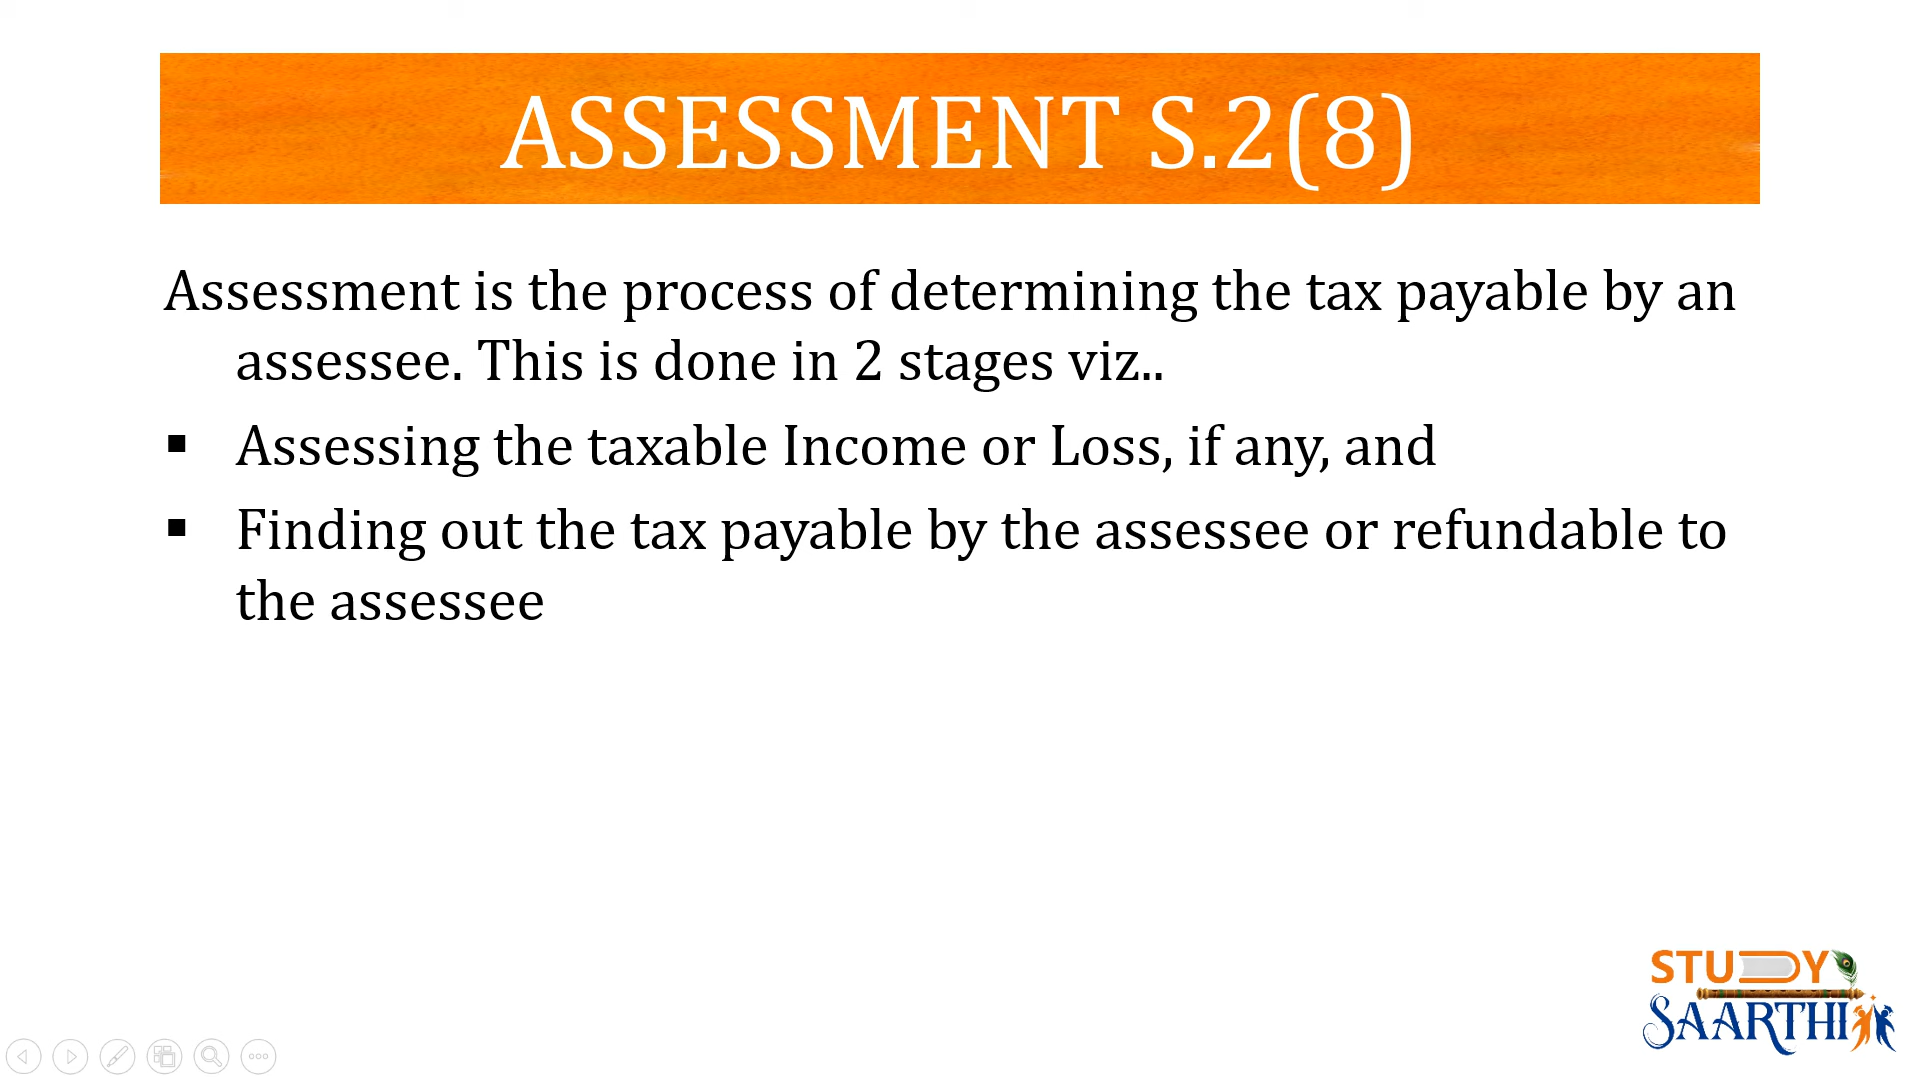 ASSESSMENT S.2(8)
Assessment is the process of determining the tax payable by an
assessee. This is done in 2 stages viz..
▪ Assessing the taxable Income or Loss, if any, and
▪ Finding out the tax payable by the assessee or refundable to
the assessee
STUDY
SAARTHI